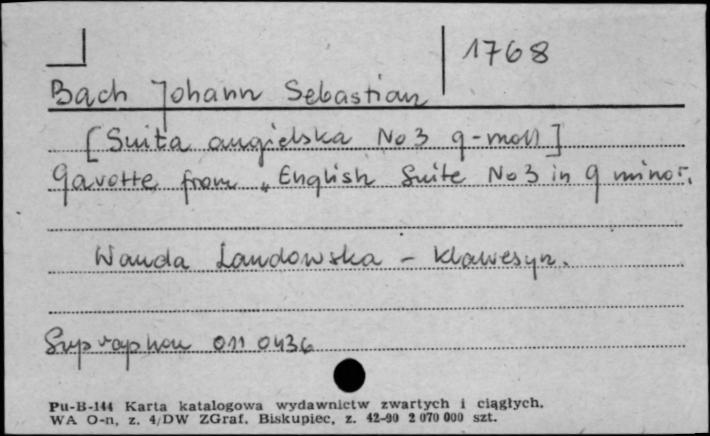 1768
Bach Johann Sebastian
[Suita angielska No 3 g-moll]
Gavotte from „English Suite No 3 in g minor.
Wanda Landowska - klawesyn.
Supraphon 011 0436
Pu-B-144 Karta katalogowa wydawnictw zwartych i ciągłych.
WA O-n, z. 4/DW ZGraf. Biskupiec, z. 42-90 2 070 000 szt.